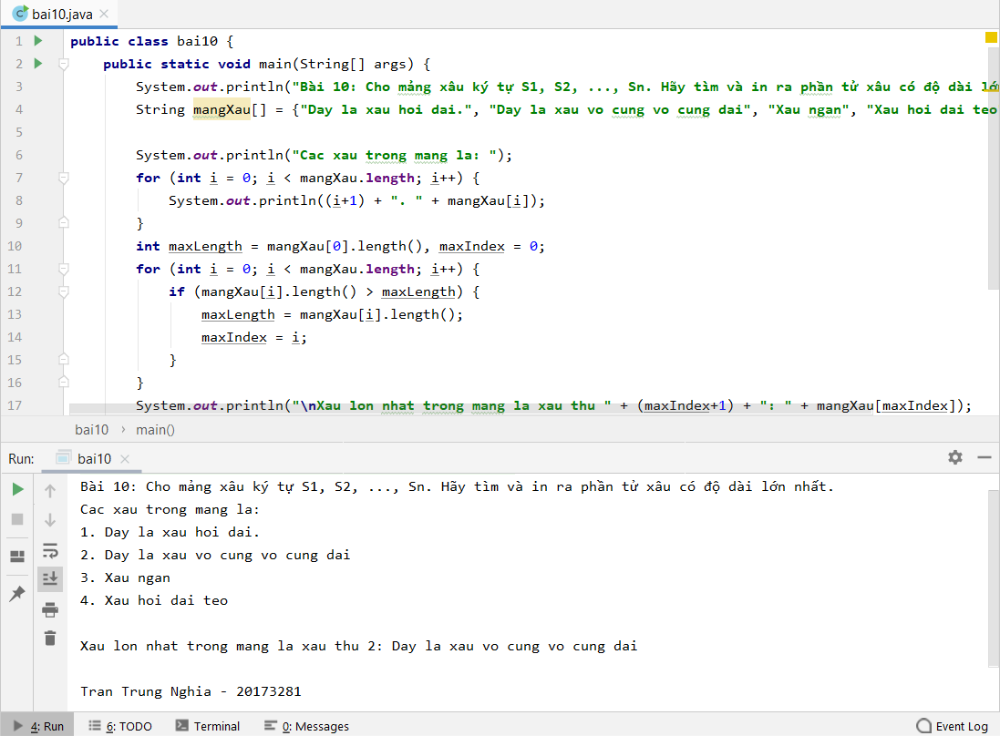 bai10.java
1 public class bai10 {
2 public static void main(String[] args) {
3 System.out.println("Bài 10: Cho mảng xâu ký tự S1, S2, ..., Sn. Hãy tìm và in ra phần tử xâu có độ dài lớ
4 String mangXau[] = {"Day la xau hoi dai.", "Day la xau vo cung vo cung dai", "Xau ngan", "Xau hoi dai teo
5
6 System.out.println("Cac xau trong mang la: ");
7 for (int i = 0; i < mangXau.length; i++) {
8 System.out.println((i+1) + ". " + mangXau[i]);
9 }
10 int maxLength = mangXau[0].length(), maxIndex = 0;
11 for (int i = 0; i < mangXau.length; i++) {
12 if (mangXau[i].length() > maxLength) {
13 maxLength = mangXau[i].length();
14 maxIndex = i;
15 }
16 }
17 System.out.println("\nXau lon nhat trong mang la xau thu " + (maxIndex+1) + ": " + mangXau[maxIndex]);
bai10 › main()
Run: bai10
Bài 10: Cho mảng xâu ký tự S1, S2, ..., Sn. Hãy tìm và in ra phần tử xâu có độ dài lớn nhất.
Cac xau trong mang la:
1. Day la xau hoi dai.
2. Day la xau vo cung vo cung dai
3. Xau ngan
4. Xau hoi dai teo
Xau lon nhat trong mang la xau thu 2: Day la xau vo cung vo cung dai
Tran Trung Nghia - 20173281
4: Run 6: TODO Terminal 0: Messages Event Log